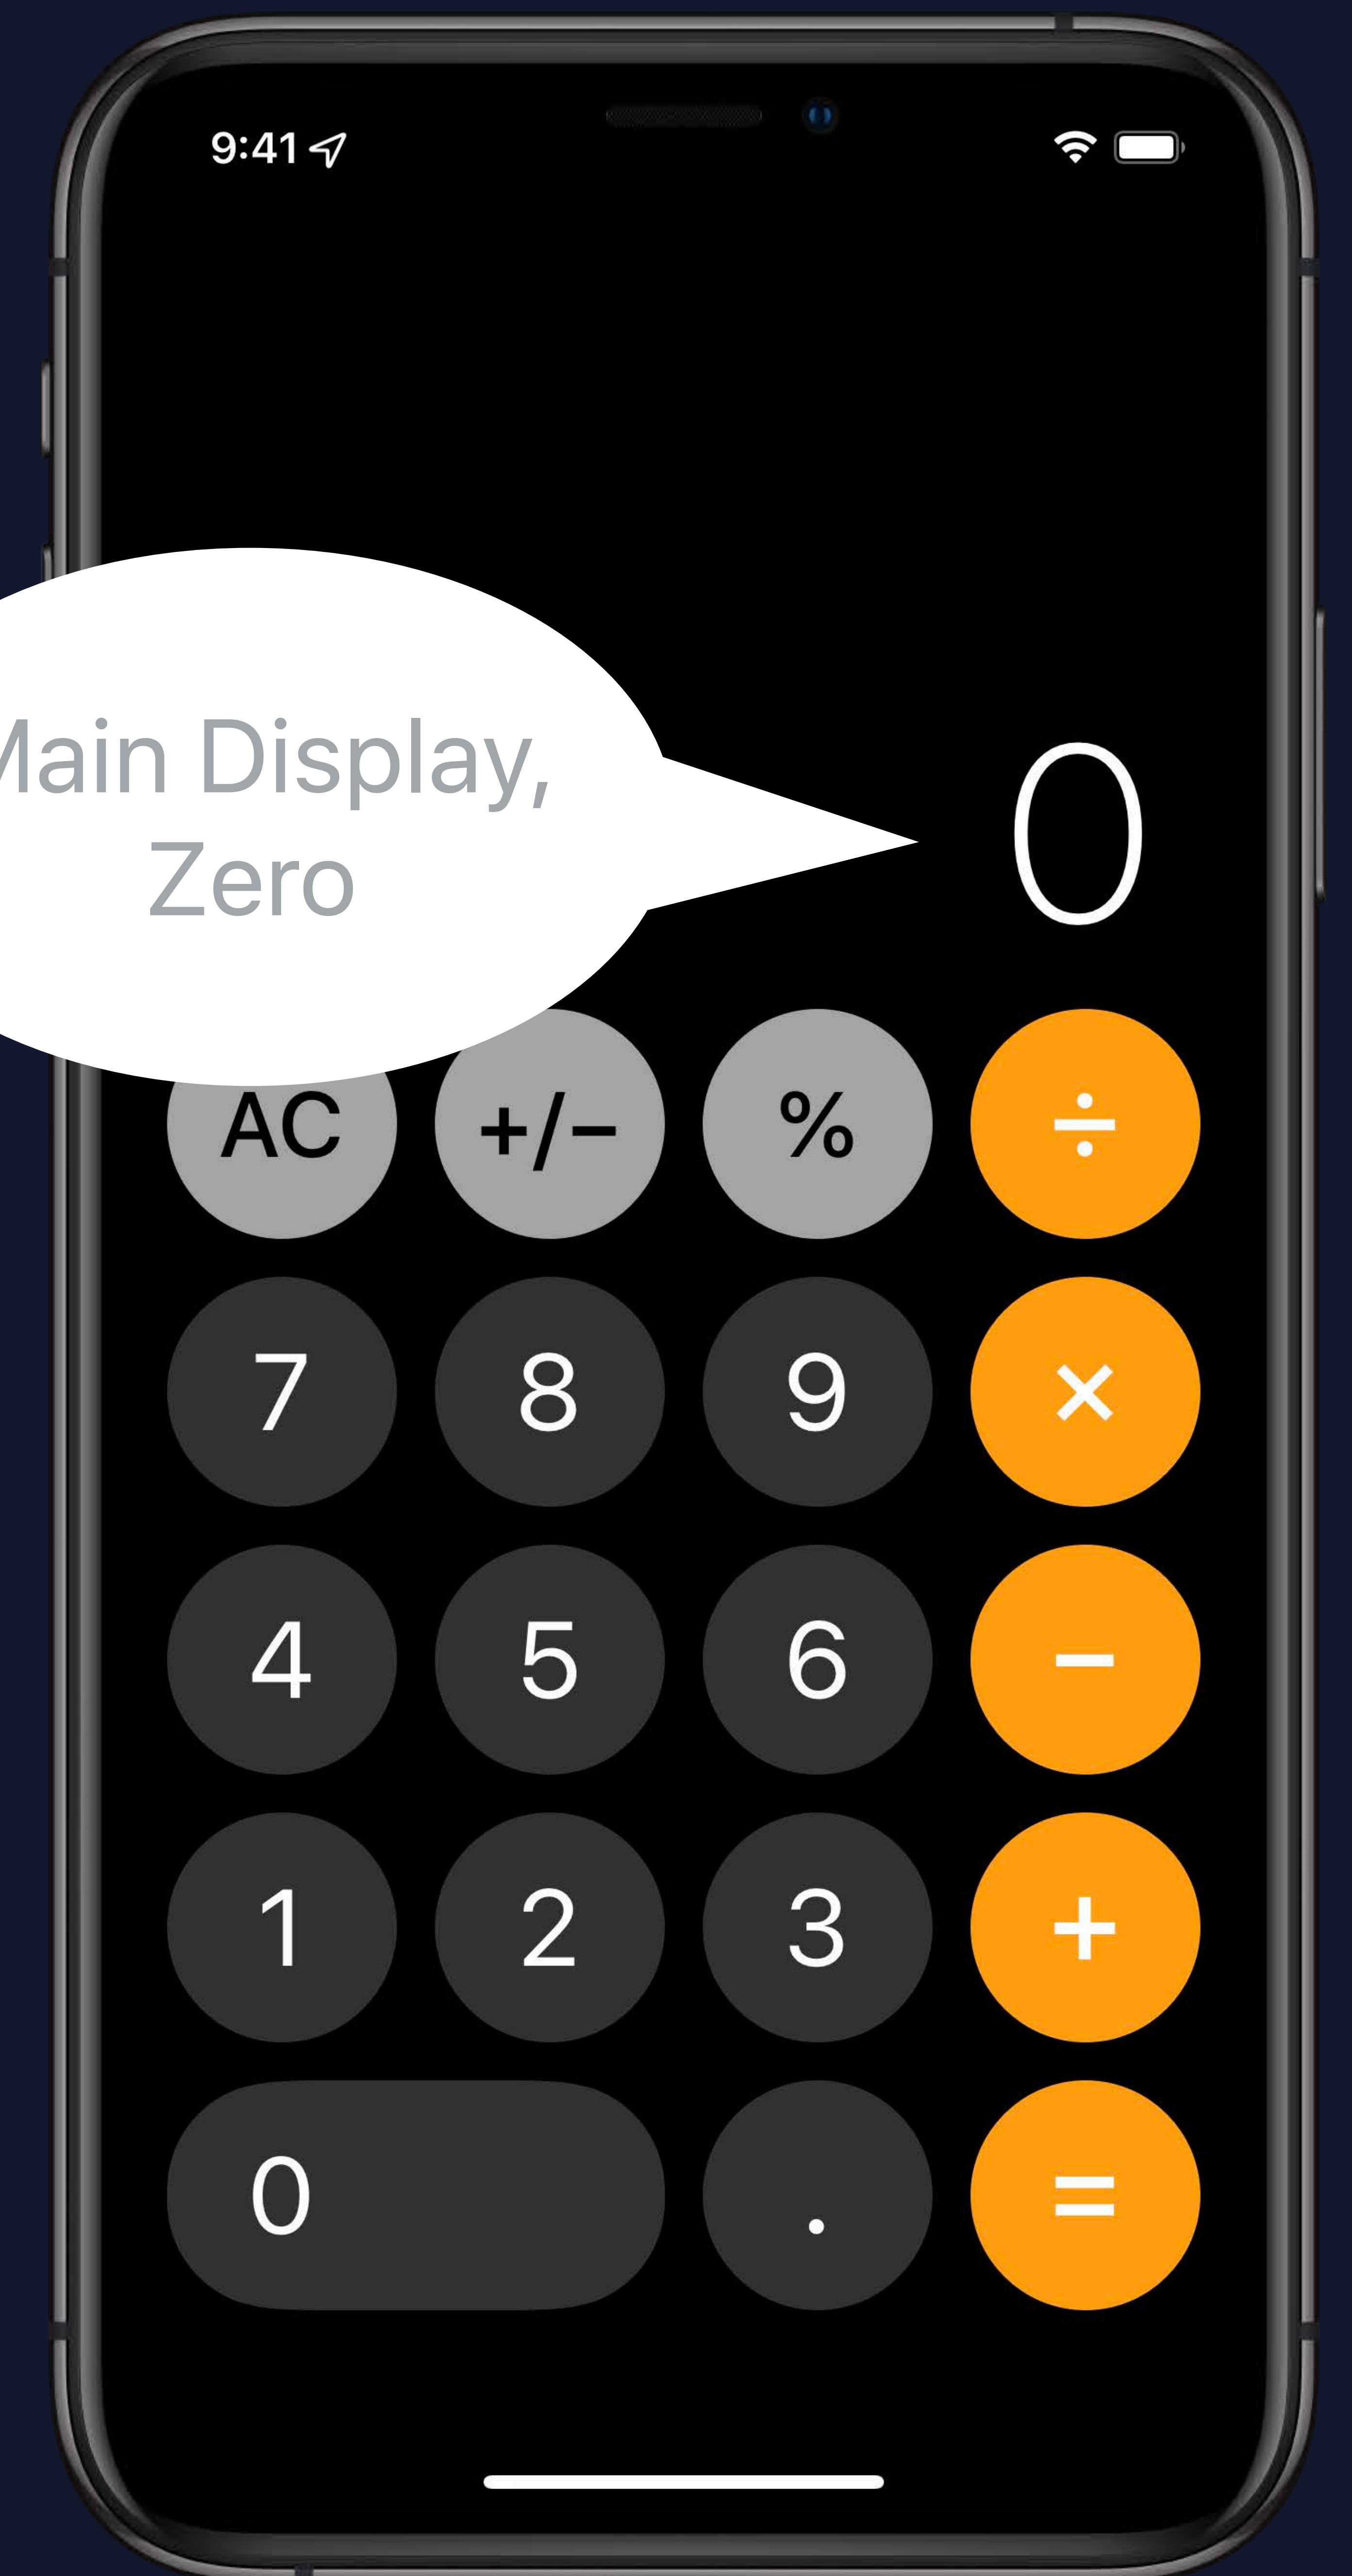 9:41
Main Display,
Zero
0
AC +/− % ÷
7 8 9 ×
4 5 6 −
1 2 3 +
0 . =